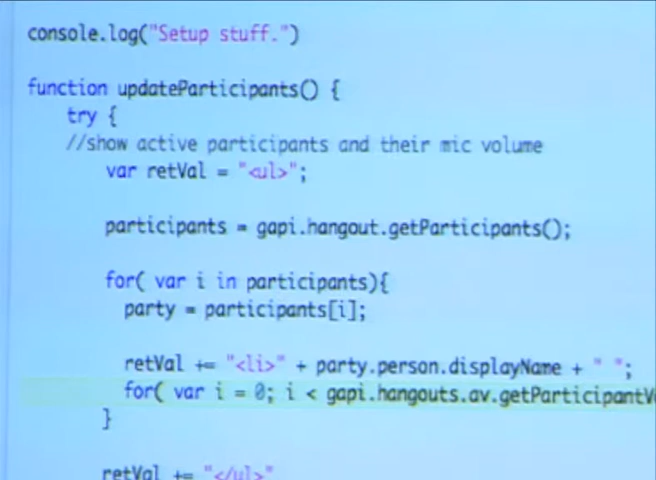 console.log("Setup stuff.")
function updateParticipants() {
try {
//show active participants and their mic volume
var retVal = "<ul>";
participants = gapi.hangout.getParticipants();
for( var i in participants){
party = participants[i];
retVal += "<li>" + party.person.displayName + " ";
for( var i = 0; i < gapi.hangouts.av.getParticipantV
}
retVal += "</ul>"